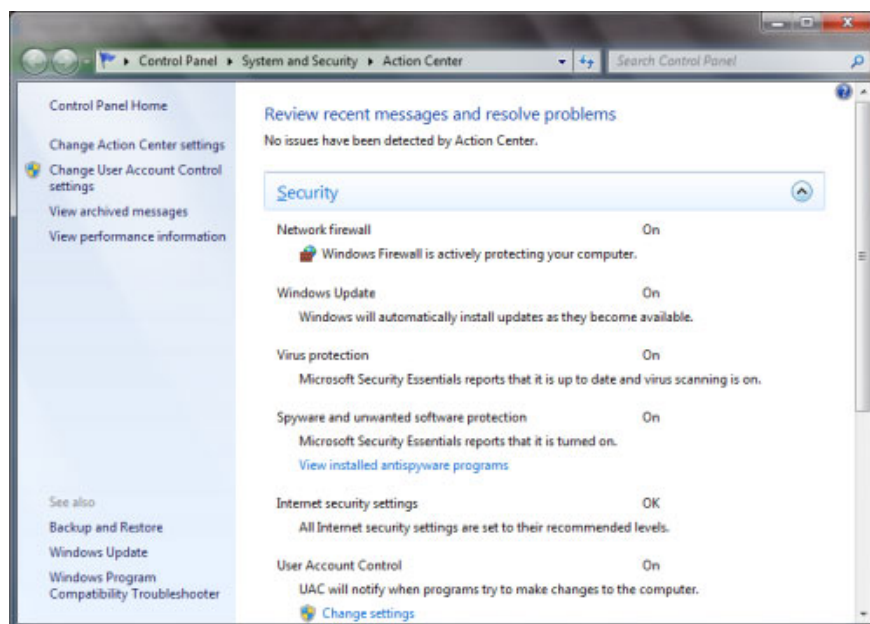 Control Panel ▸ System and Security ▸ Action Center
Search Control Panel
Control Panel Home
Change Action Center settings
Change User Account Control
settings
View archived messages
View performance information
See also
Backup and Restore
Windows Update
Windows Program
Compatibility Troubleshooter
Review recent messages and resolve problems
No issues have been detected by Action Center.
Security
Network firewall On
Windows Firewall is actively protecting your computer.
Windows Update On
Windows will automatically install updates as they become available.
Virus protection On
Microsoft Security Essentials reports that it is up to date and virus scanning is on.
Spyware and unwanted software protection On
Microsoft Security Essentials reports that it is turned on.
View installed antispyware programs
Internet security settings OK
All Internet security settings are set to their recommended levels.
User Account Control On
UAC will notify when programs try to make changes to the computer.
Change settings